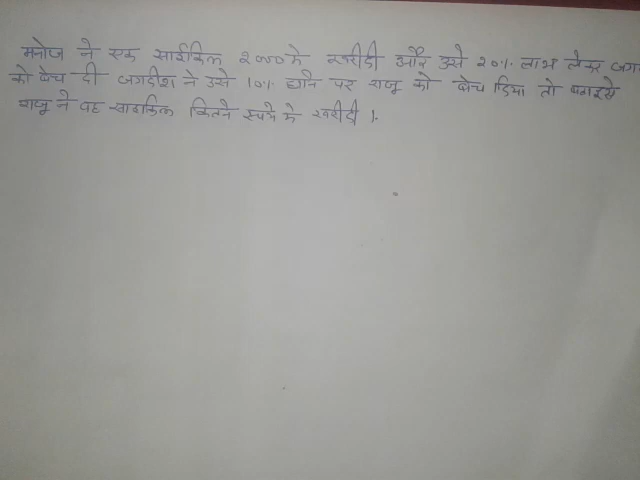 मनोज ने एक साईकिल 2000 मे खरीदी और उसे 20% लाभ लेकर जग
को बेच दी जगदीश ने उसे 10% हानि पर राजू को बेच दिया तो बताइये
राजू ने वह साइकिल कितने रूपये मे खरीदी ।